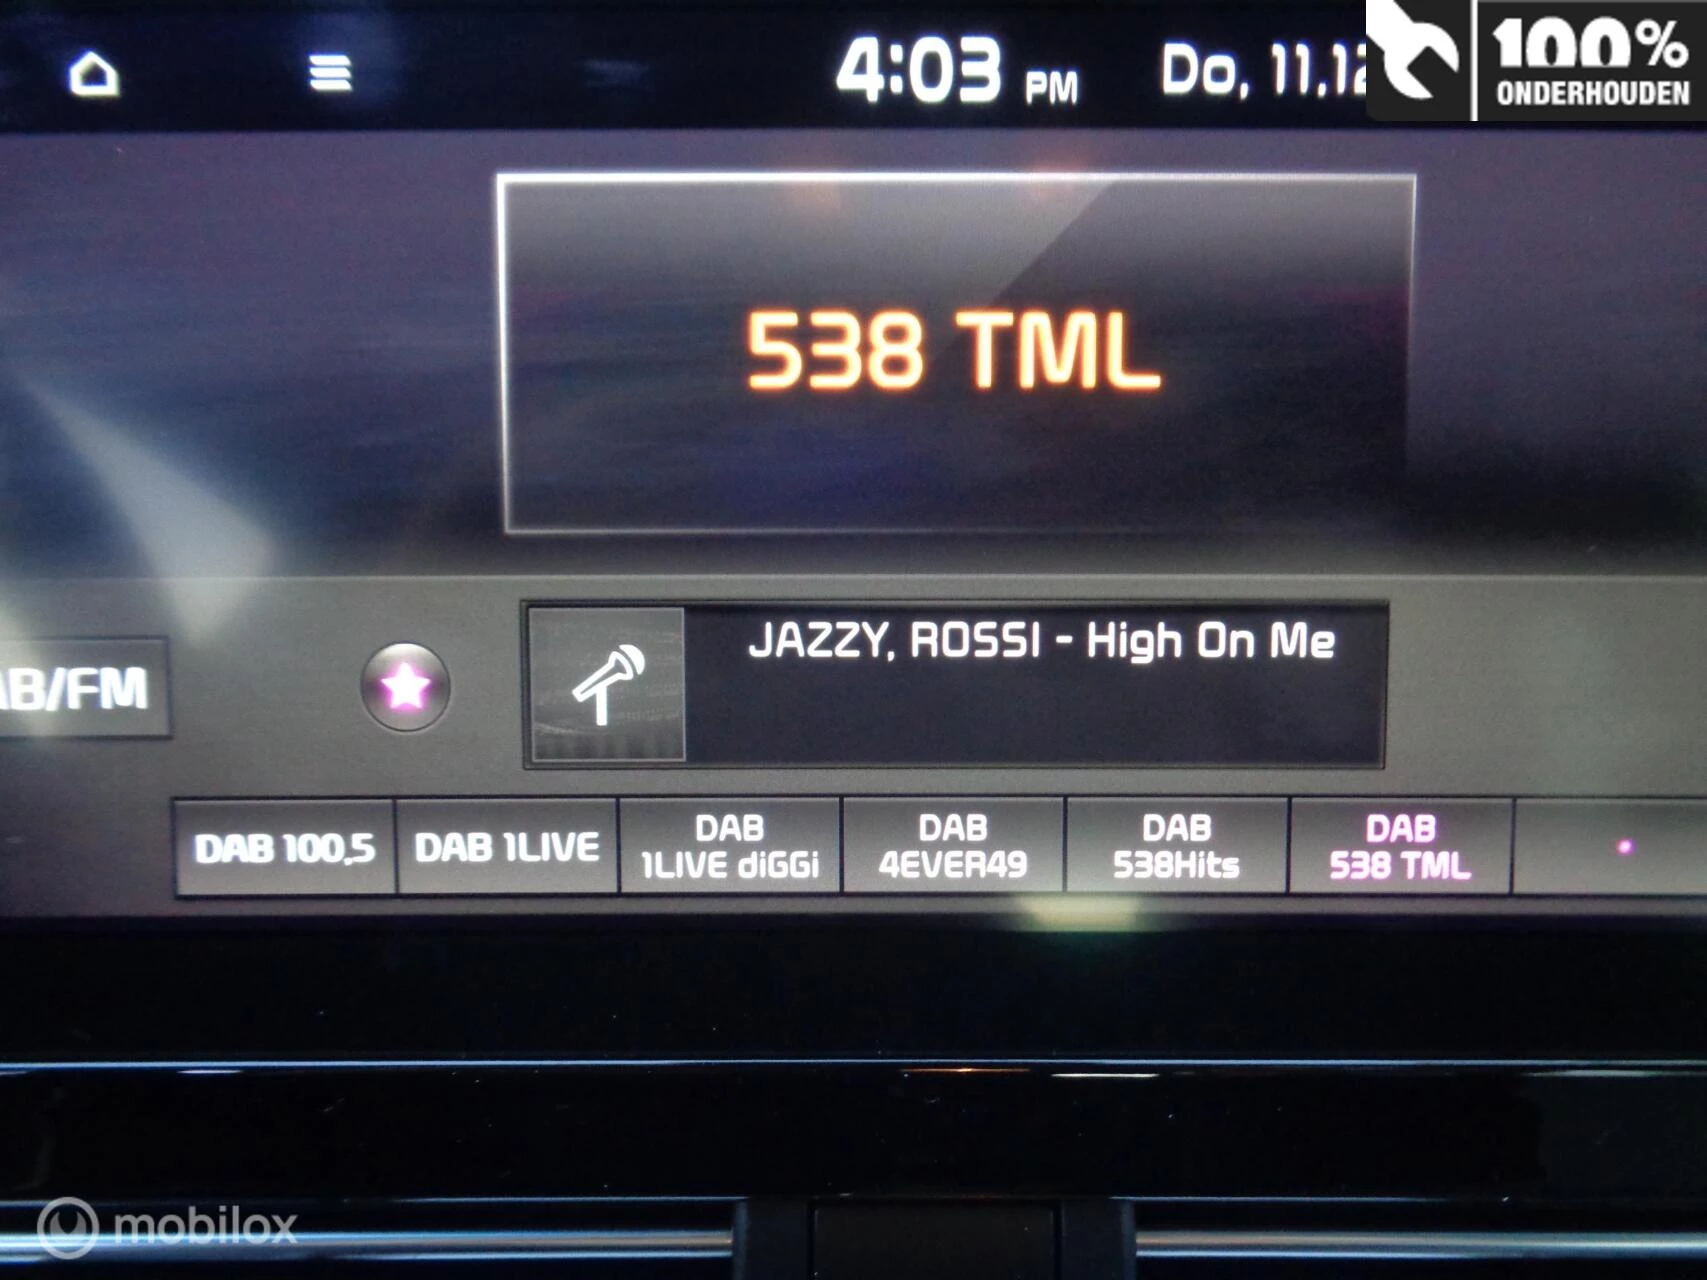 4:03 PM Do, 11.12
100%
ONDERHOUDEN
538 TML
JAZZY, ROSSI - High On Me
AB/FM
DAB 100,5
DAB 1LIVE
DAB
1LIVE diGGi
DAB
4EVER49
DAB
538Hits
DAB
538 TML
mobilox